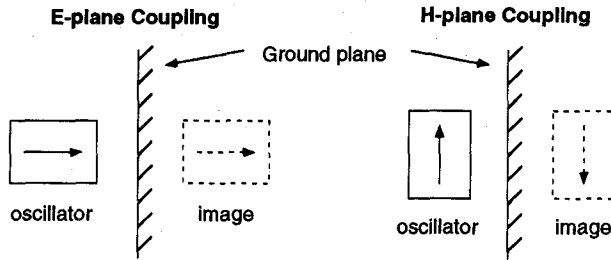 E-plane Coupling
H-plane Coupling
Ground plane
oscillator
image
oscillator
image